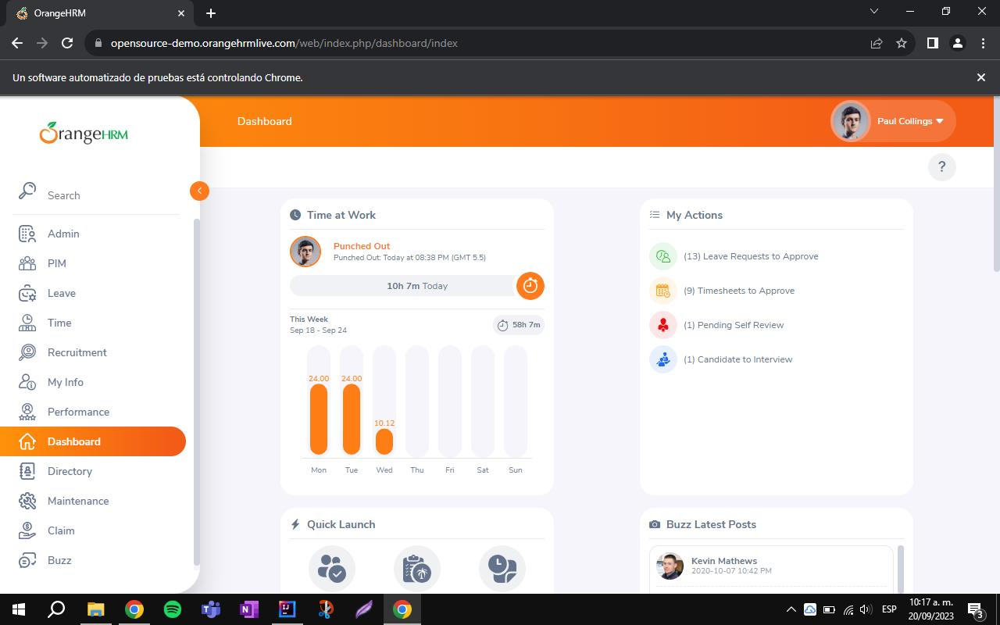 OrangeHRM
opensource-demo.orangehrmlive.com/web/index.php/dashboard/index
Un software automatizado de pruebas está controlando Chrome.
OrangeHRM
Dashboard
Paul Collings
?
Search
Admin
PIM
Leave
Time
Recruitment
My Info
Performance
Dashboard
Directory
Maintenance
Claim
Buzz
Time at Work
Punched Out
Punched Out: Today at 08:38 PM (GMT 5.5)
10h 7m Today
This Week
Sep 18 - Sep 24
58h 7m
24.00 24.00 10.12
Mon Tue Wed Thu Fri Sat Sun
My Actions
(13) Leave Requests to Approve
(9) Timesheets to Approve
(1) Pending Self Review
(1) Candidate to Interview
Quick Launch
Buzz Latest Posts
Kevin Mathews
2020-10-07 10:42 PM
ESP
10:17 a. m.
20/09/2023
3